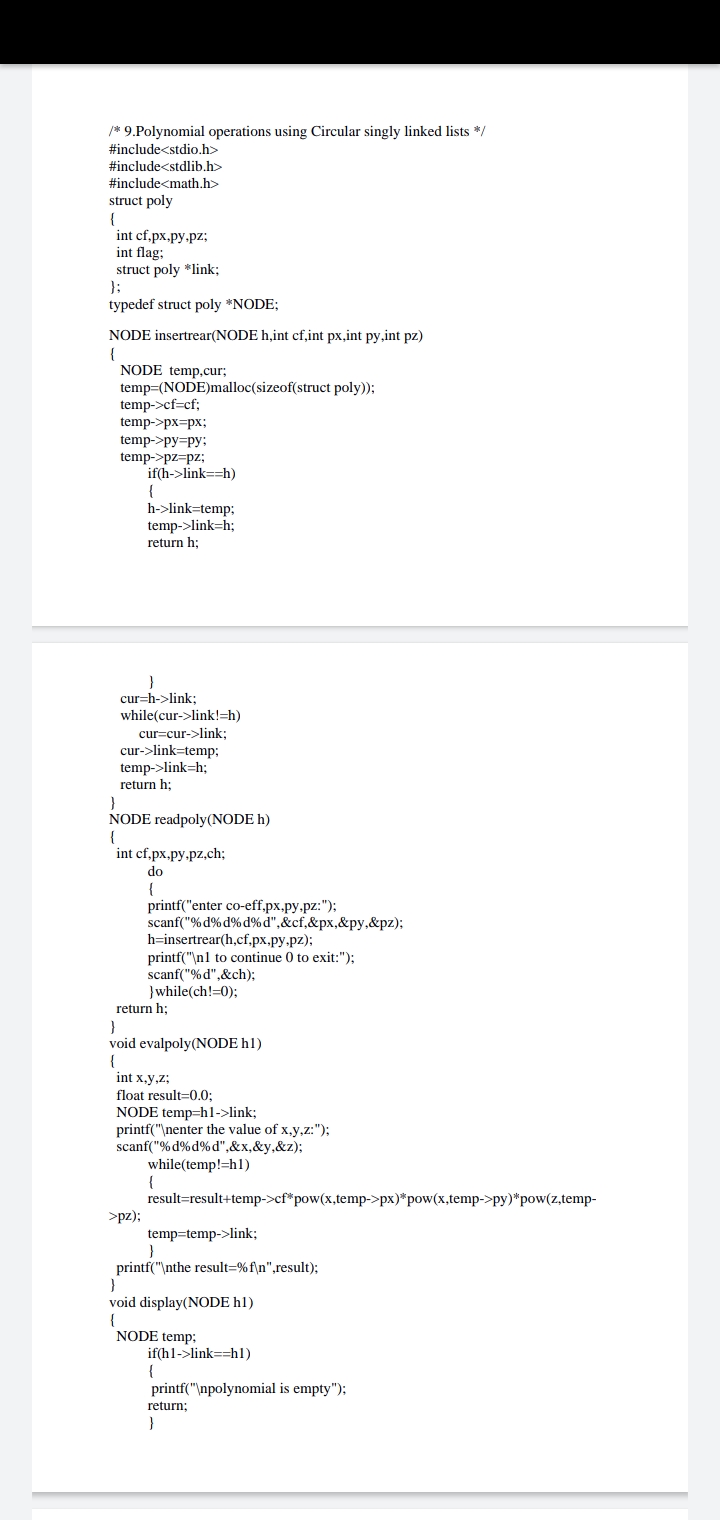 /* 9.Polynomial operations using Circular singly linked lists */
#include<stdio.h>
#include<stdlib.h>
#include<math.h>
struct poly
{
int cf,px,py,pz;
int flag;
struct poly *link;
};
typedef struct poly *NODE;
NODE insertrear(NODE h,int cf,int px,int py,int pz)
{
NODE temp,cur;
temp=(NODE)malloc(sizeof(struct poly));
temp->cf=cf;
temp->px=px;
temp->py=py;
temp->pz=pz;
if(h->link==h)
{
h->link=temp;
temp->link=h;
return h;
}
cur=h->link;
while(cur->link!=h)
cur=cur->link;
cur->link=temp;
temp->link=h;
return h;
}
NODE readpoly(NODE h)
{
int cf,px,py,pz,ch;
do
{
printf("enter co-eff,px,py,pz:");
scanf("%d%d%d%d",&cf,&px,&py,&pz);
h=insertrear(h,cf,px,py,pz);
printf("\n1 to continue 0 to exit:");
scanf("%d",&ch);
}while(ch!=0);
return h;
}
void evalpoly(NODE h1)
{
int x,y,z;
float result=0.0;
NODE temp=h1->link;
printf("\nenter the value of x,y,z:");
scanf("%d%d%d",&x,&y,&z);
while(temp!=h1)
{
result=result+temp->cf*pow(x,temp->px)*pow(x,temp->py)*pow(z,temp-
>pz);
temp=temp->link;
}
printf("\nthe result=%f\n",result);
}
void display(NODE h1)
{
NODE temp;
if(h1->link==h1)
{
printf("\npolynomial is empty");
return;
}